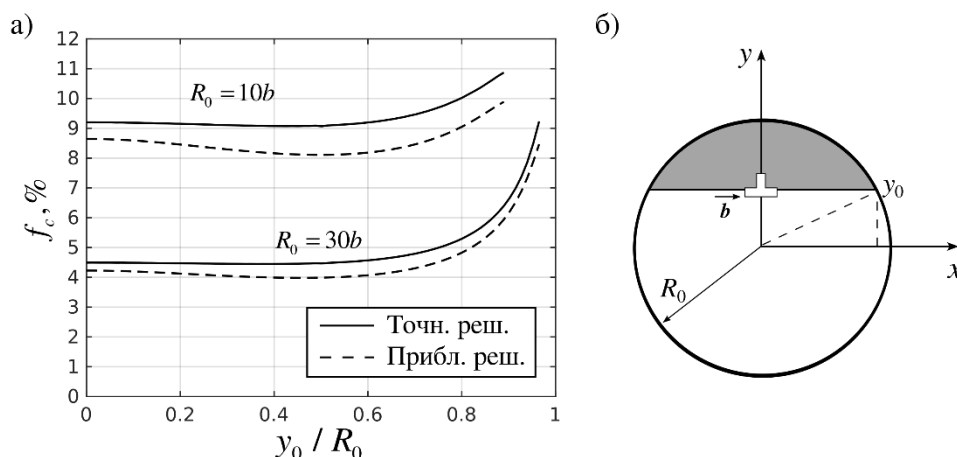 а)
12
11
10
9
8
7
6
5
4
3
2
1
0
f_c, %
R_0 = 10b
R_0 = 30b
Точн. реш.
Прибл. реш.
0 0.2 0.4 0.6 0.8 1
y_0 / R_0
б)
y
y_0
b
x
R_0